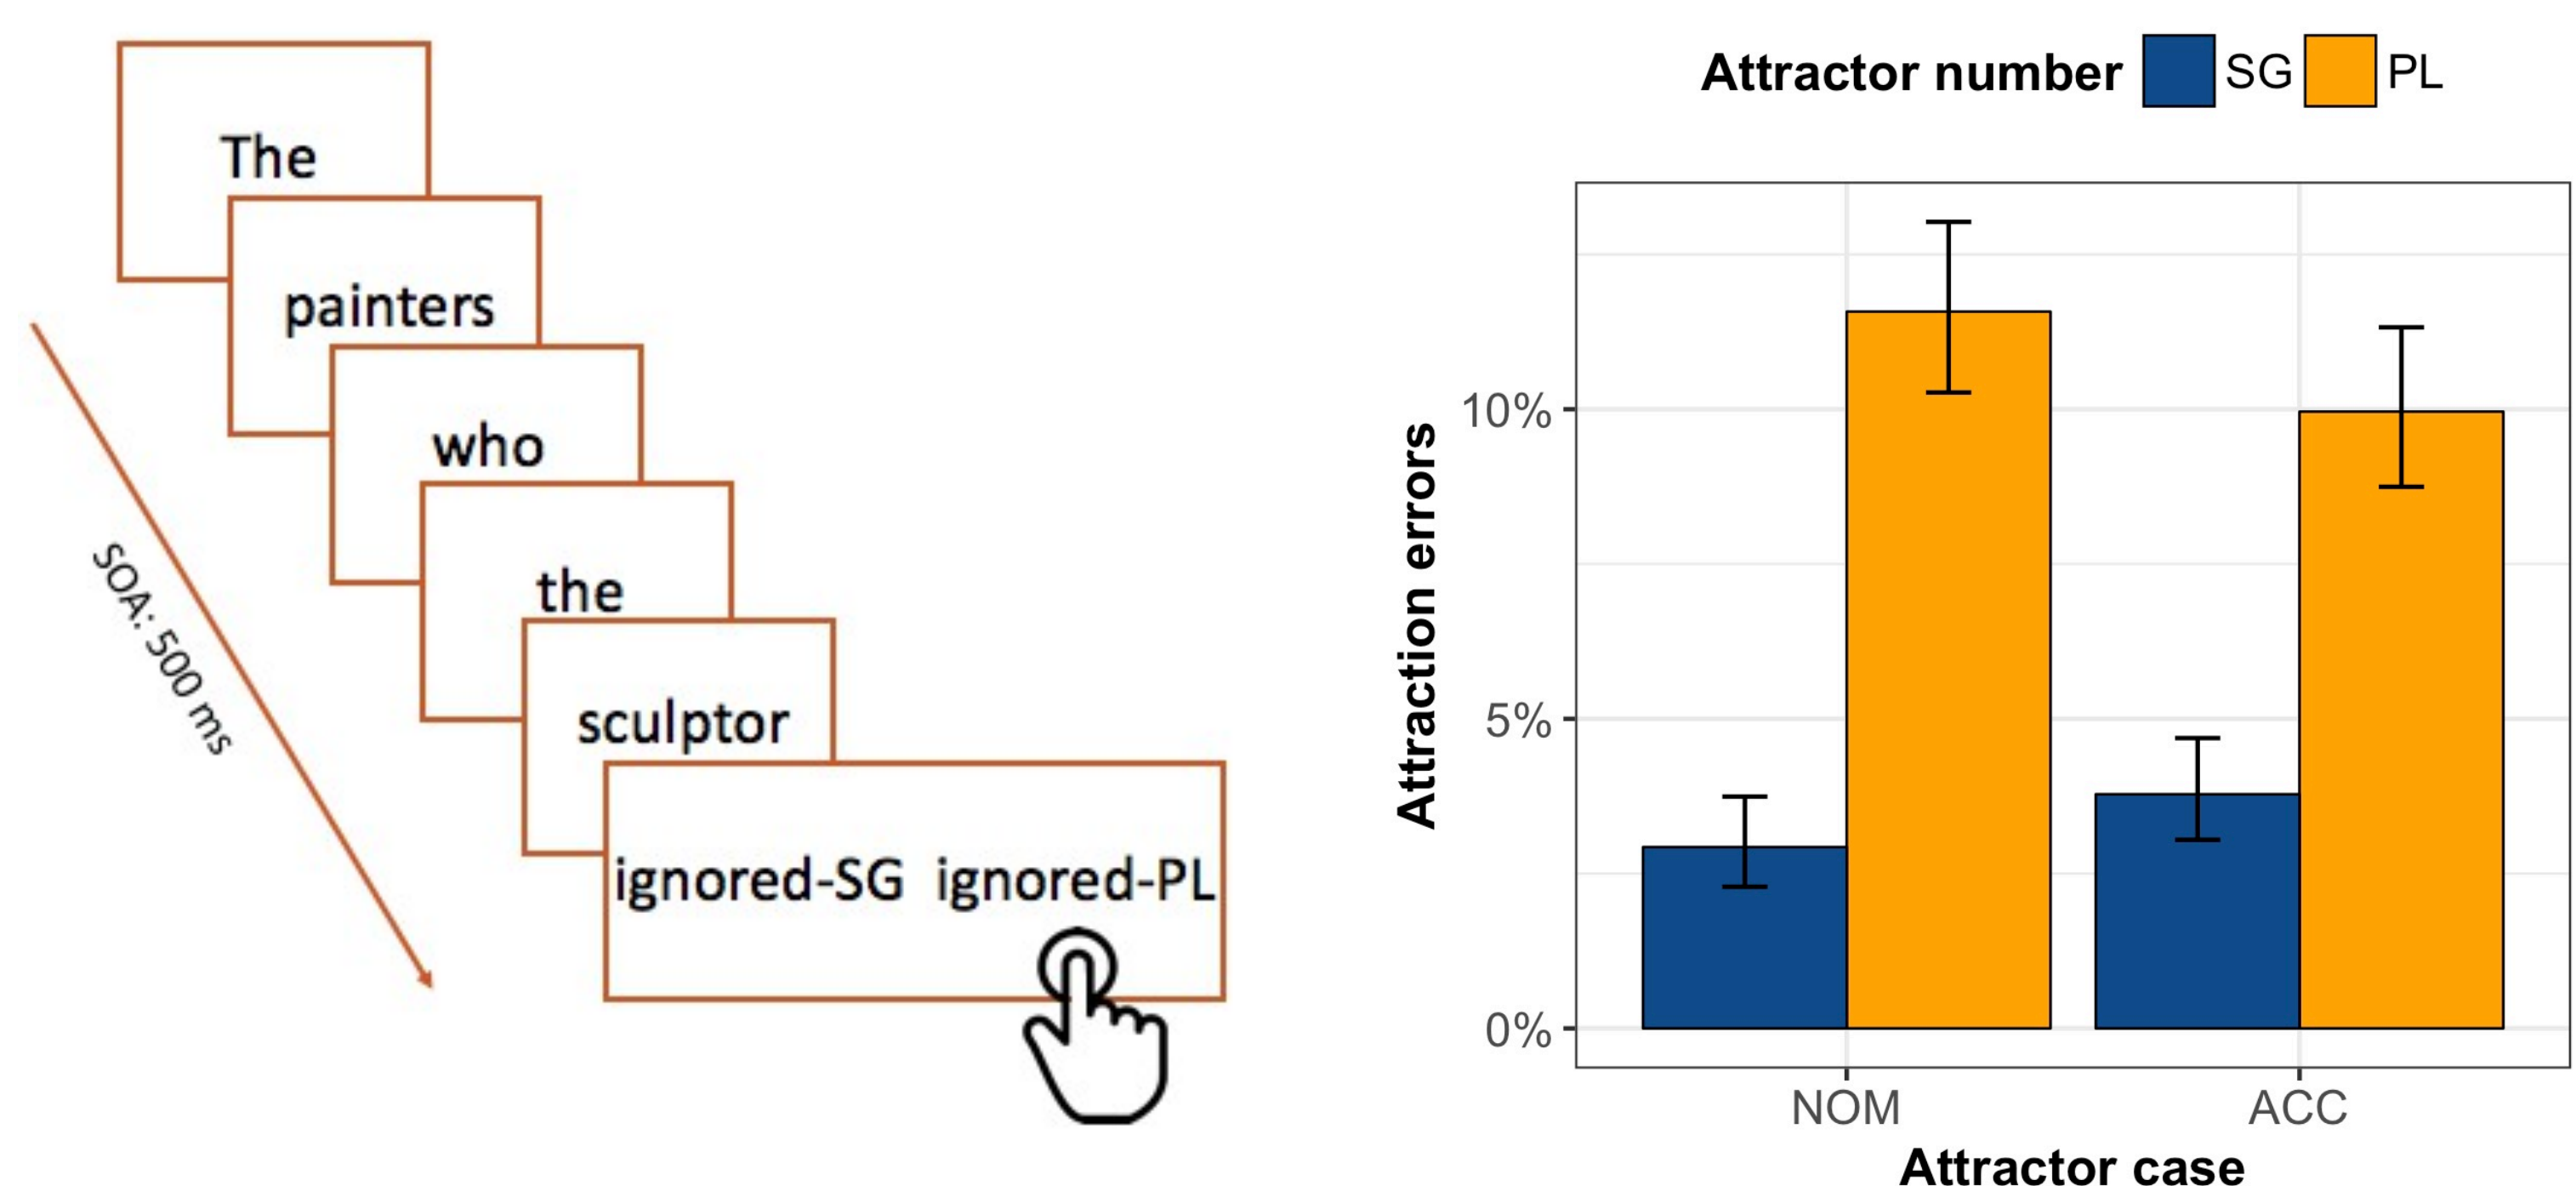 The
painters
who
the
sculptor
ignored-SG ignored-PL
SOA: 500 ms
Attractor number SG PL
Attraction errors
10%
5%
0%
NOM ACC
Attractor case